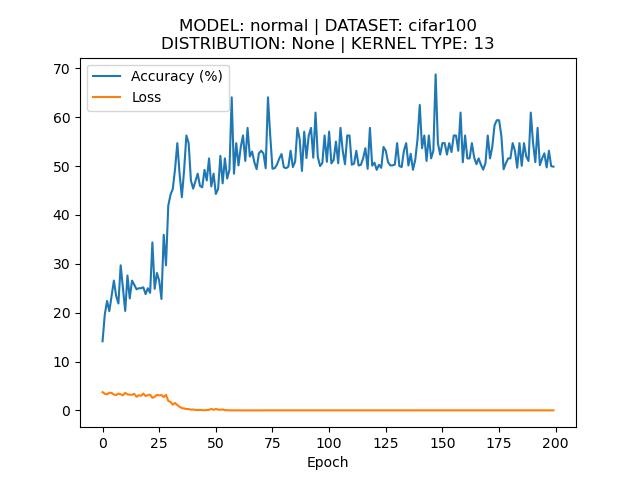 MODEL: normal | DATASET: cifar100
DISTRIBUTION: None | KERNEL TYPE: 13
Accuracy (%)
Loss
70
60
50
40
30
20
10
0
0 25 50 75 100 125 150 175 200
Epoch